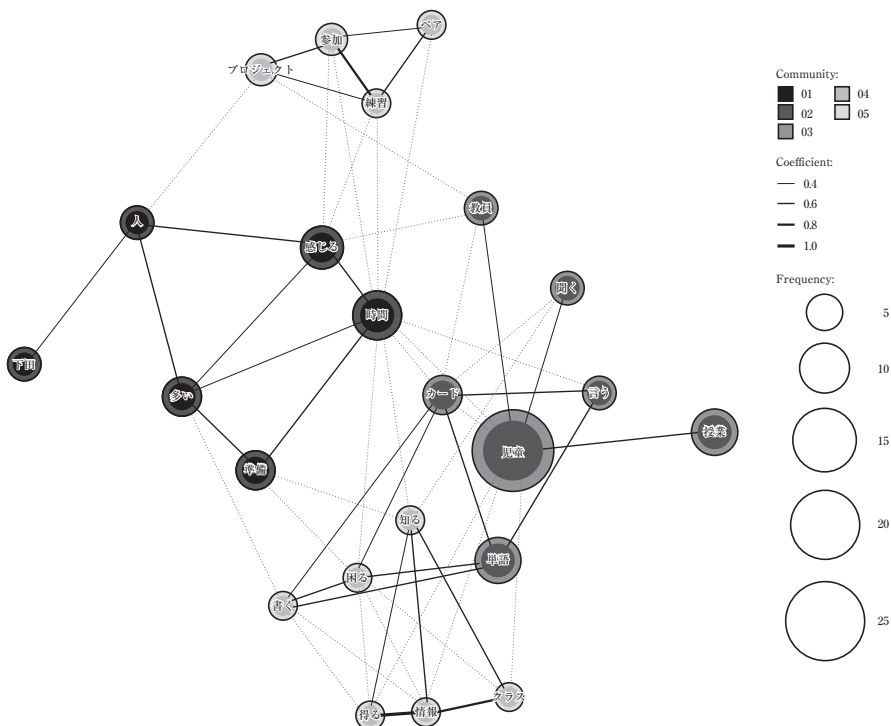 ペア
参加
プロジェクト
練習
人
教員
感じる
聞く
時間
下田
多い
カード
言う
児童
授業
準備
知る
困る
単語
書く
得る
情報
クラス
Community:
01 04
02 05
03
Coefficient:
0.4
0.6
0.8
1.0
Frequency:
5
10
15
20
25